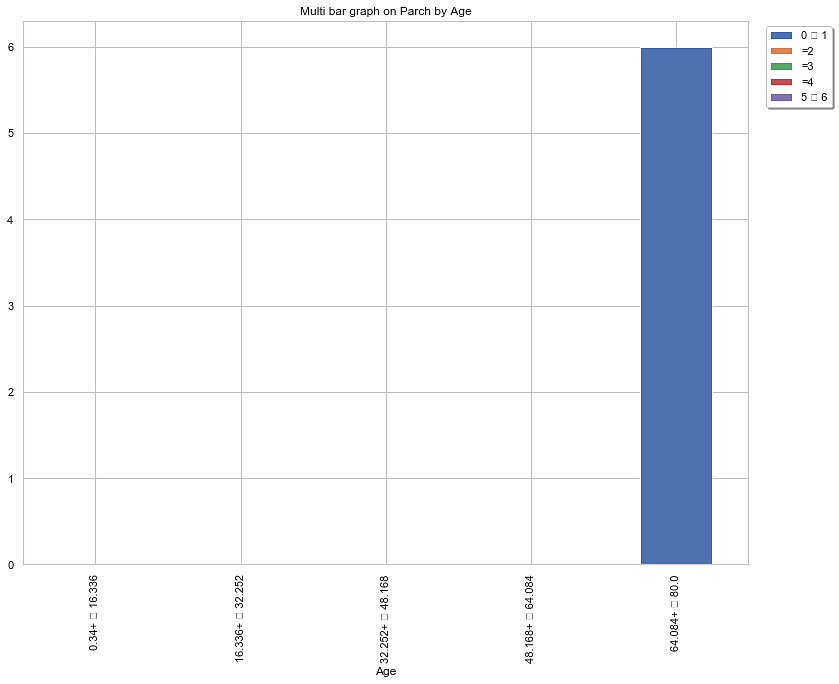 Multi bar graph on Parch by Age
0 □ 1
=2
=3
=4
5 □ 6
6
5
4
3
2
1
0
0.34+ □ 16.336
16.336+ □ 32.252
32.252+ □ 48.168
48.168+ □ 64.084
64.084+ □ 80.0
Age